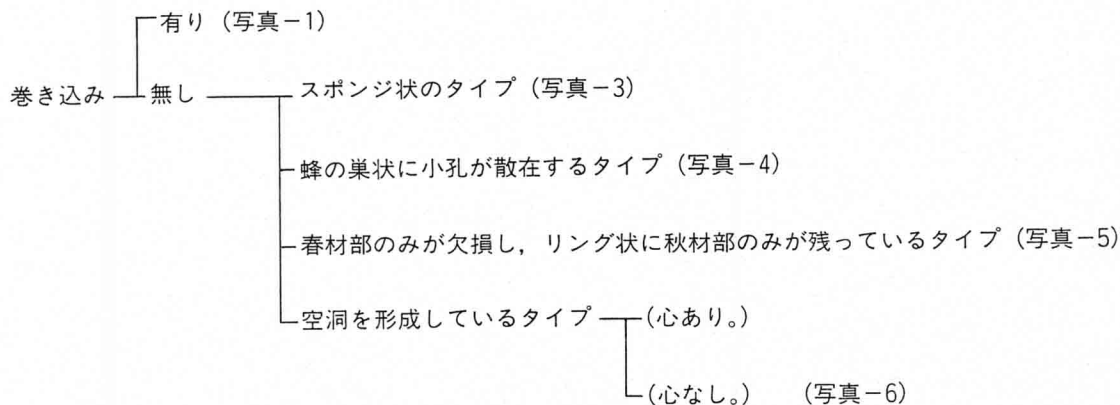 有り (写真−1)
巻き込み 無し スポンジ状のタイプ (写真−3)
蜂の巣状に小孔が散在するタイプ (写真−4)
春材部のみが欠損し，リング状に秋材部のみが残っているタイプ (写真−5)
空洞を形成しているタイプ (心あり。)
(心なし。) (写真−6)